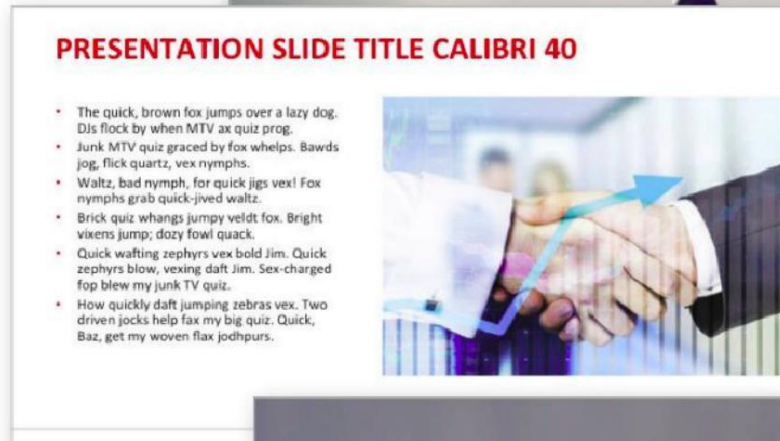 PRESENTATION SLIDE TITLE CALIBRI 40
• The quick, brown fox jumps over a lazy dog.
DJs flock by when MTV ax quiz prog.
• Junk MTV quiz graced by fox whelps. Bawds
jog, flick quartz, vex nymphs.
• Waltz, bad nymph, for quick jigs vex! Fox
nymphs grab quick-jived waltz.
• Brick quiz whangs jumpy veldt fox. Bright
vixens jump; dozy fowl quack.
• Quick wafting zephyrs vex bold Jim. Quick
zephyrs blow, vexing daft Jim. Sex-charged
fop blew my junk TV quiz.
• How quickly daft jumping zebras vex. Two
driven jocks help fax my big quiz. Quick,
Baz, get my woven flax jodhpurs.